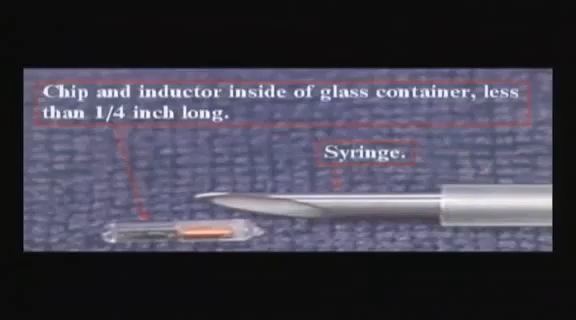 Chip and inductor inside of glass container, less
than 1/4 inch long.
Syringe.